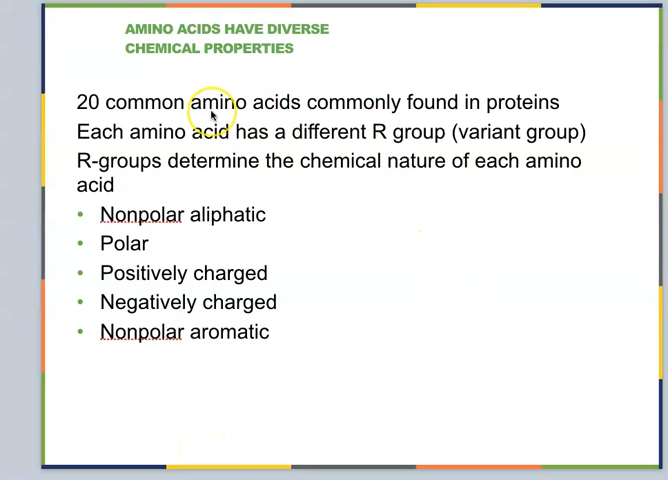 AMINO ACIDS HAVE DIVERSE
CHEMICAL PROPERTIES
20 common amino acids commonly found in proteins
Each amino acid has a different R group (variant group)
R-groups determine the chemical nature of each amino
acid
• Nonpolar aliphatic
• Polar
• Positively charged
• Negatively charged
• Nonpolar aromatic